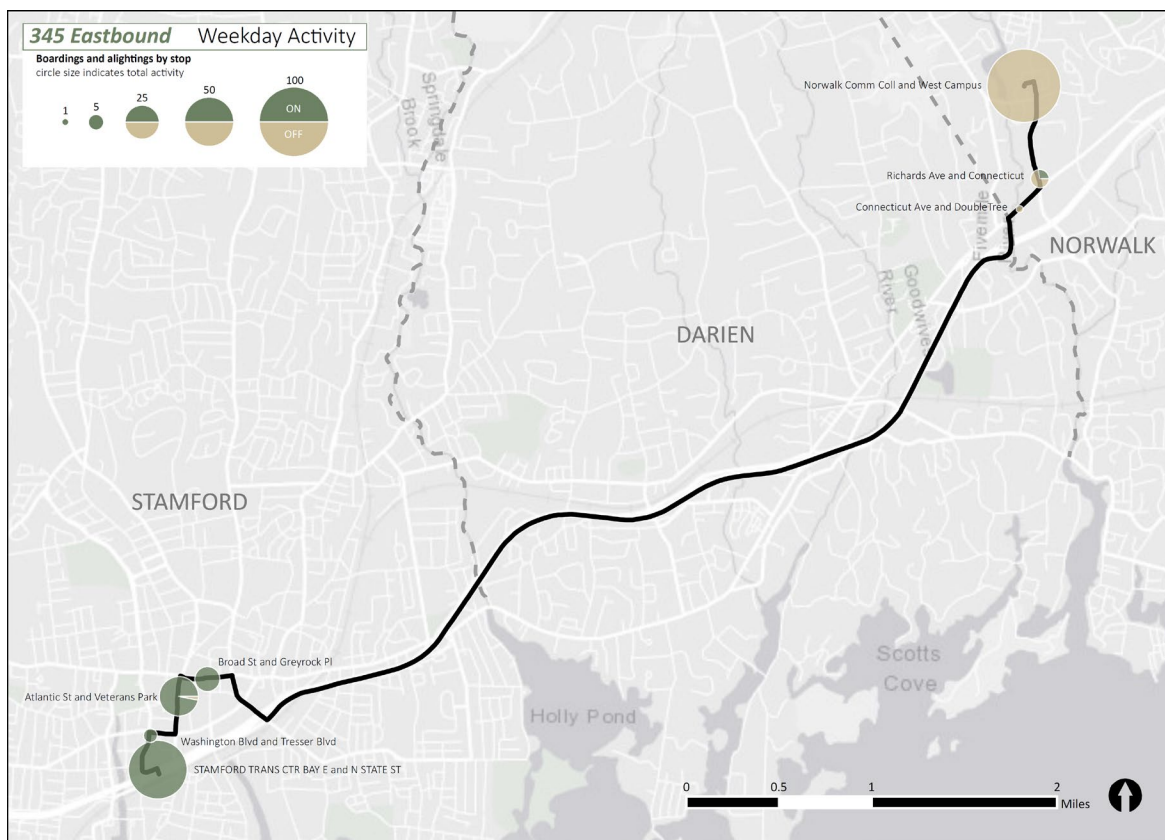 345 Eastbound Weekday Activity
Boardings and alightings by stop
circle size indicates total activity
1 5 25 50 100
ON
OFF
Springdale
Brook
Norwalk Comm Coll and West Campus
Richards Ave and Connecticut
Connecticut Ave and DoubleTree
Fivemile
River
NORWALK
Goodwives
River
DARIEN
STAMFORD
Broad St and Greyrock Pl
Atlantic St and Veterans Park
Washington Blvd and Tresser Blvd
STAMFORD TRANS CTR BAY E and N STATE ST
Holly Pond
Scotts
Cove
0 0.5 1 2
Miles